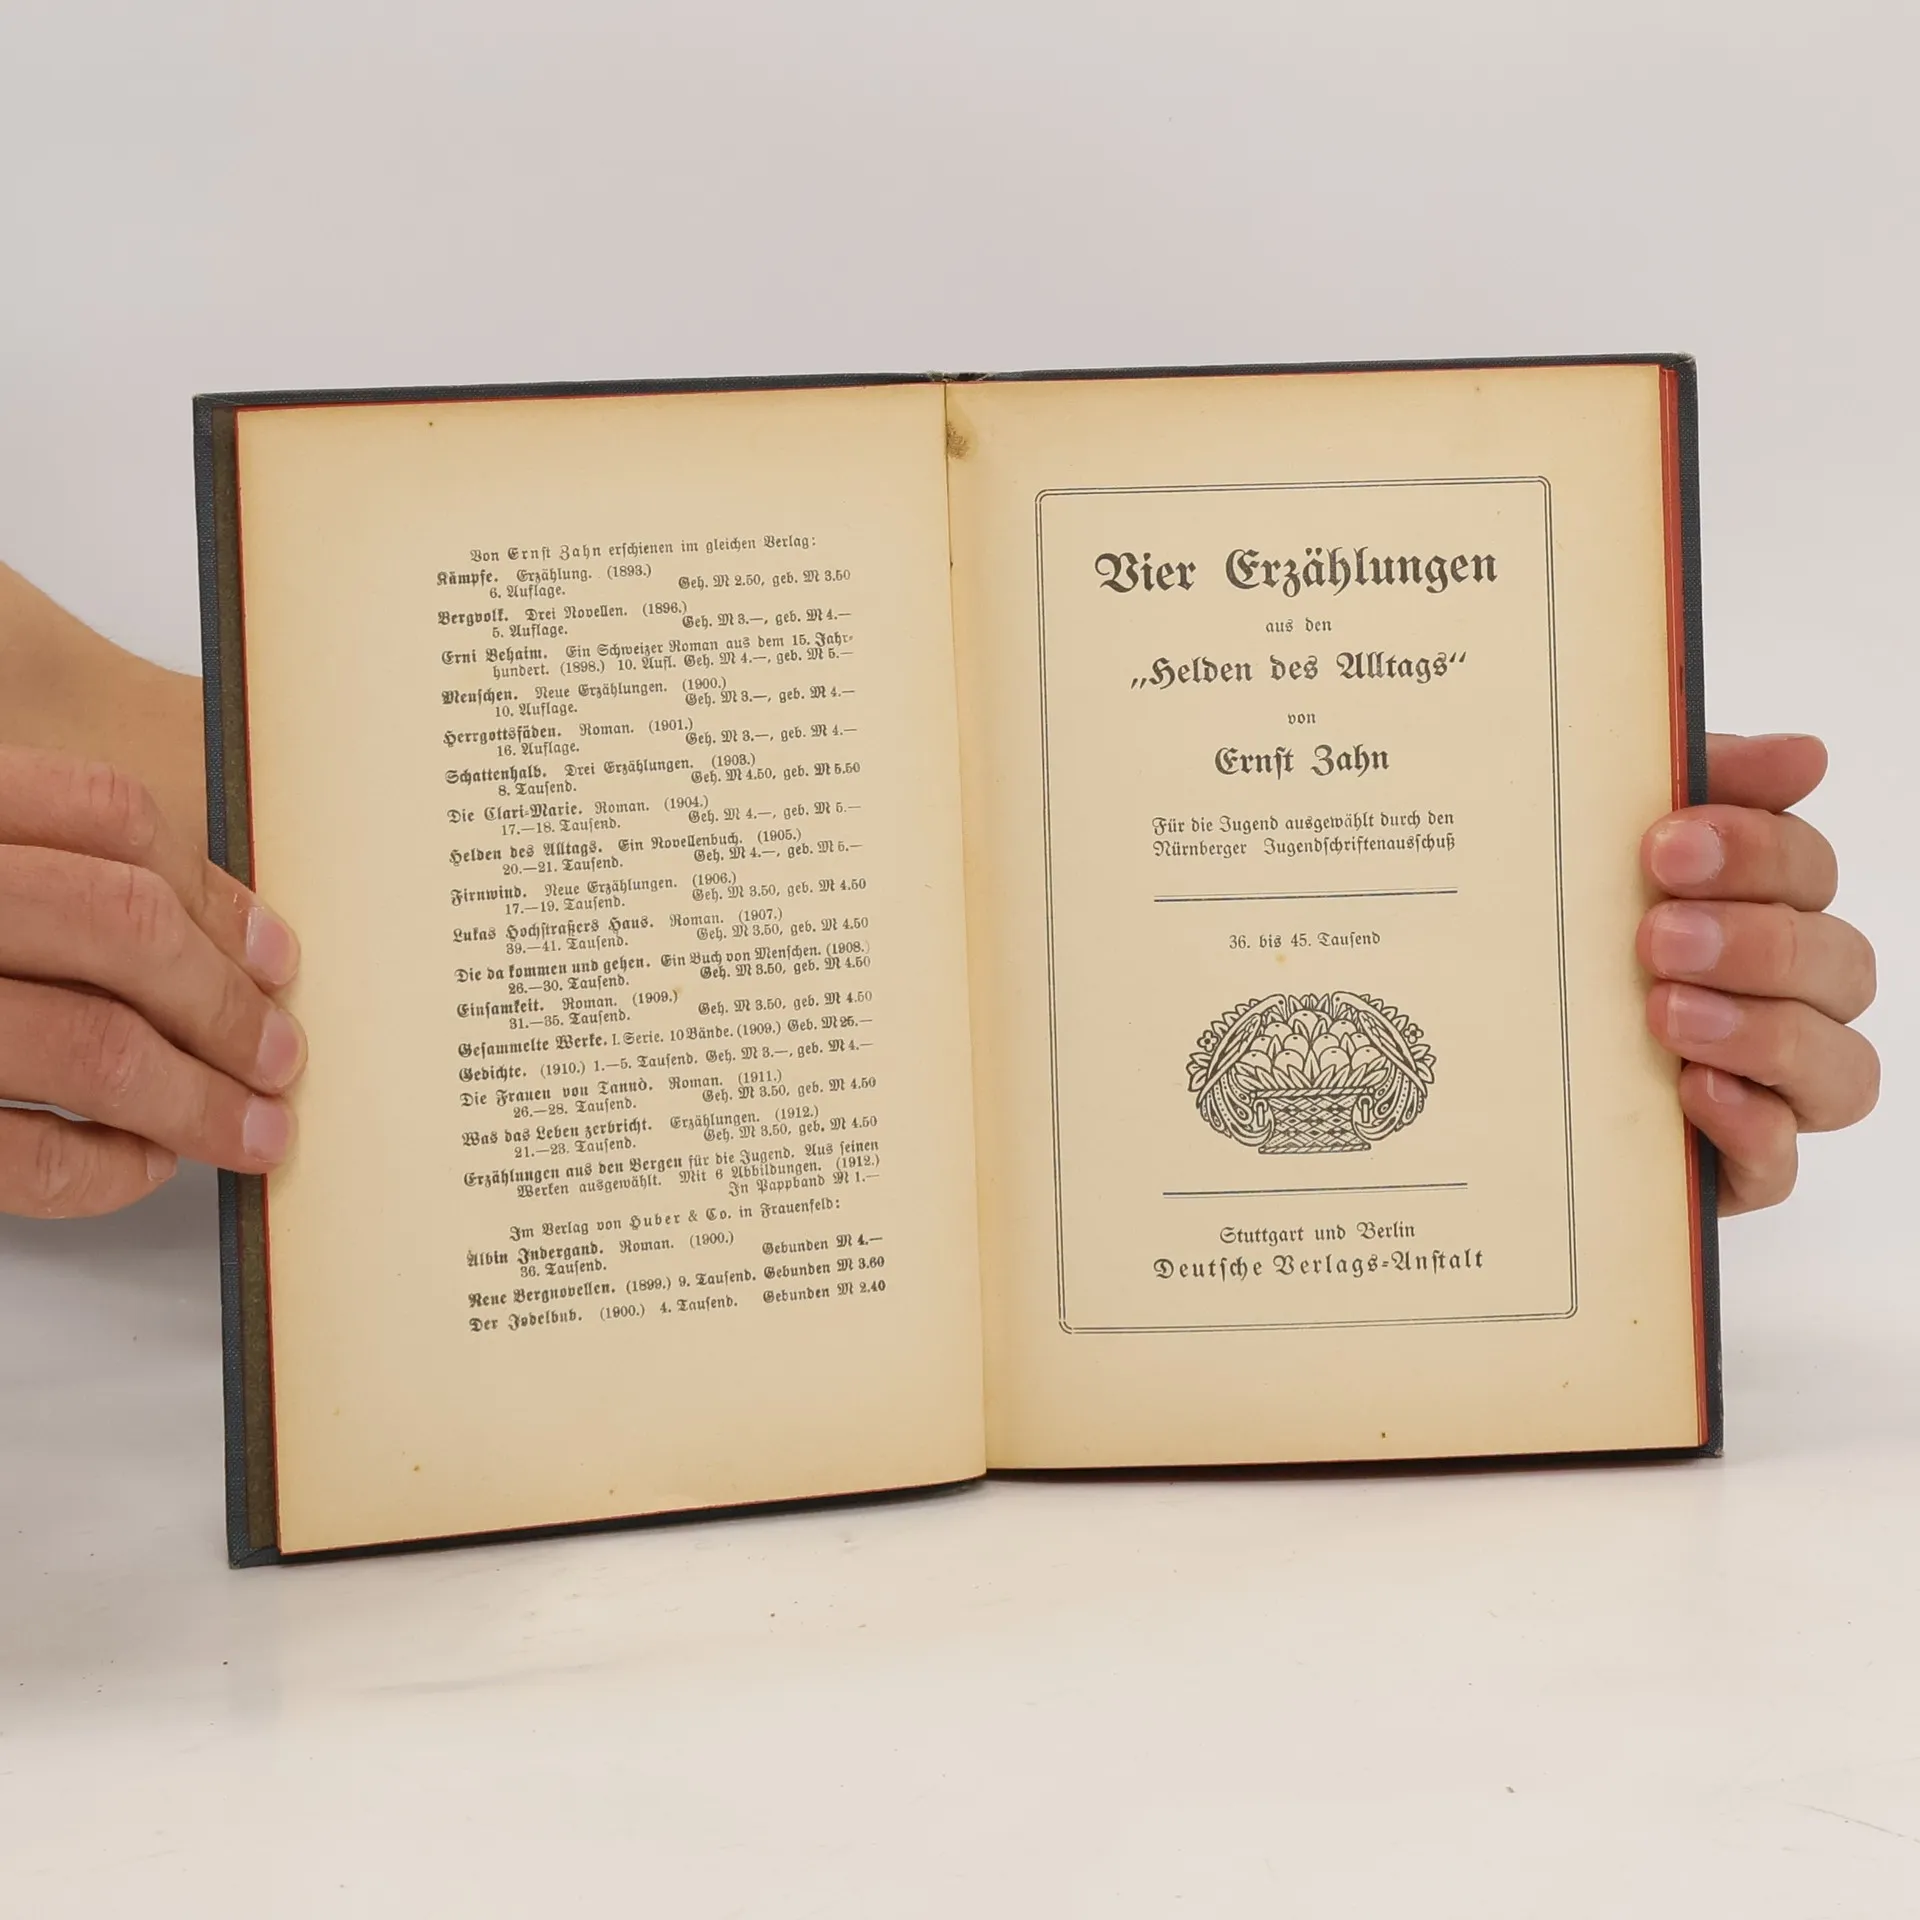 Von Ernst Zahn erschienen im gleichen Verlag:
Kämpfe. Erzählung. (1893.)
6. Auflage. Geh. M 2.50, geb. M 3.50
Bergvolk. Drei Novellen. (1896.)
5. Auflage. Geh. M 3.—, geb. M 4.—
Erni Behaim. Ein Schweizer Roman aus dem 15. Jahr-
hundert. (1898.) 10. Aufl. Geh. M 4.—, geb. M 5.—
Menschen. Neue Erzählungen. (1900.)
10. Auflage. Geh. M 3.—, geb. M 4.—
Herrgottsfäden. Roman. (1901.)
16. Auflage. Geh. M 3.—, geb. M 4.—
Schattenhalb. Drei Erzählungen. (1903.)
8. Tausend. Geh. M 4.50, geb. M 5.50
Die Clari-Marie. Roman. (1904.)
17.—18. Tausend. Geh. M 4.—, geb. M 5.—
Helden des Alltags. Ein Novellenbuch. (1905.)
20.—21. Tausend. Geh. M 4.—, geb. M 5.—
Firnwind. Neue Erzählungen. (1906.)
17.—19. Tausend. Geh. M 3.50, geb. M 4.50
Lukas Hochstraßers Haus. Roman. (1907.)
39.—41. Tausend. Geh. M 3.50, geb. M 4.50
Die da kommen und gehen. Ein Buch von Menschen. (1908.)
26.—30. Tausend. Geh. M 3.50, geb. M 4.50
Einsamkeit. Roman. (1909.)
31.—35. Tausend. Geh. M 3.50, geb. M 4.50
Gesammelte Werke. I. Serie. 10 Bände. (1909.) Geb. M 25.—
Gedichte. (1910.) 1.—5. Tausend. Geh. M 3.—, geb. M 4.—
Die Frauen von Tannò. Roman. (1911.)
26.—28. Tausend. Geh. M 3.50, geb. M 4.50
Was das Leben zerbricht. Erzählungen. (1912.)
21.—23. Tausend. Geh. M 3.50, geb. M 4.50
Erzählungen aus den Bergen für die Jugend. Aus seinen
Werken ausgewählt. Mit 6 Abbildungen. (1912.)
In Pappband M 1.—
Im Verlag von Huber & Co. in Frauenfeld:
Albin Indergand. Roman. (1900.)
36. Tausend. Gebunden M 4.—
Neue Bergnovellen. (1899.) 9. Tausend. Gebunden M 3.60
Der Jodelbub. (1900.) 4. Tausend. Gebunden M 2.40
Vier Erzählungen
aus den
„Helden des Alltags“
von
Ernst Zahn
Für die Jugend ausgewählt durch den
Nürnberger Jugendschriftenausschuß
36. bis 45. Tausend
Stuttgart und Berlin
Deutsche Verlags-Anstalt